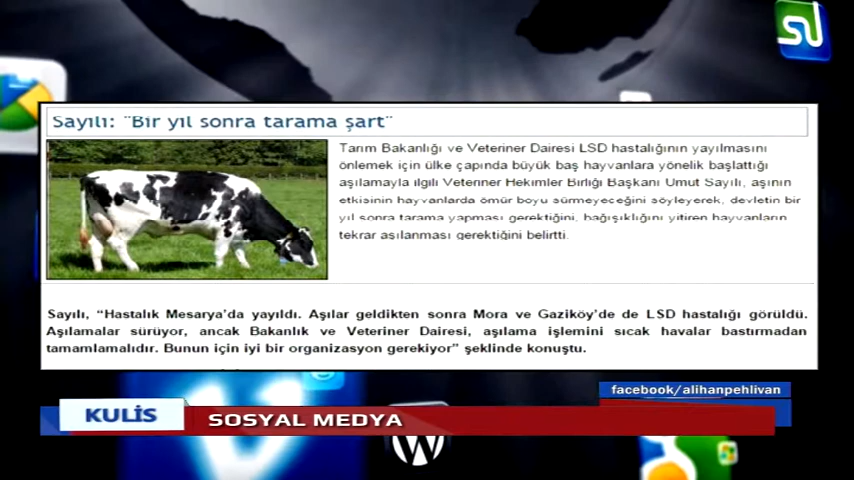 Sayılı: "Bir yıl sonra tarama şart"
Tarım Bakanlığı ve Veteriner Dairesi LSD hastalığının yayılmasını
önlemek için ülke çapında büyük baş hayvanlara yönelik başlattığı
aşılamayla ilgili Veteriner Hekimler Birliği Başkanı Umut Sayılı, aşının
etkisinin hayvanlarda ömür boyu sürmeyeceğini söyleyerek, devletin bir
yıl sonra tarama yapması gerektiğini, bağışıklığını yitiren hayvanların
tekrar aşılanması gerektiğini belirtti.
Sayılı, “Hastalık Mesarya’da yayıldı. Aşılar geldikten sonra Mora ve Gaziköy’de de LSD hastalığı görüldü.
Aşılamalar sürüyor, ancak Bakanlık ve Veteriner Dairesi, aşılama işlemini sıcak havalar bastırmadan
tamamlamalıdır. Bunun için iyi bir organizasyon gerekiyor” şeklinde konuştu.
facebook/alihanpehlivan
KULİS
SOSYAL MEDYA